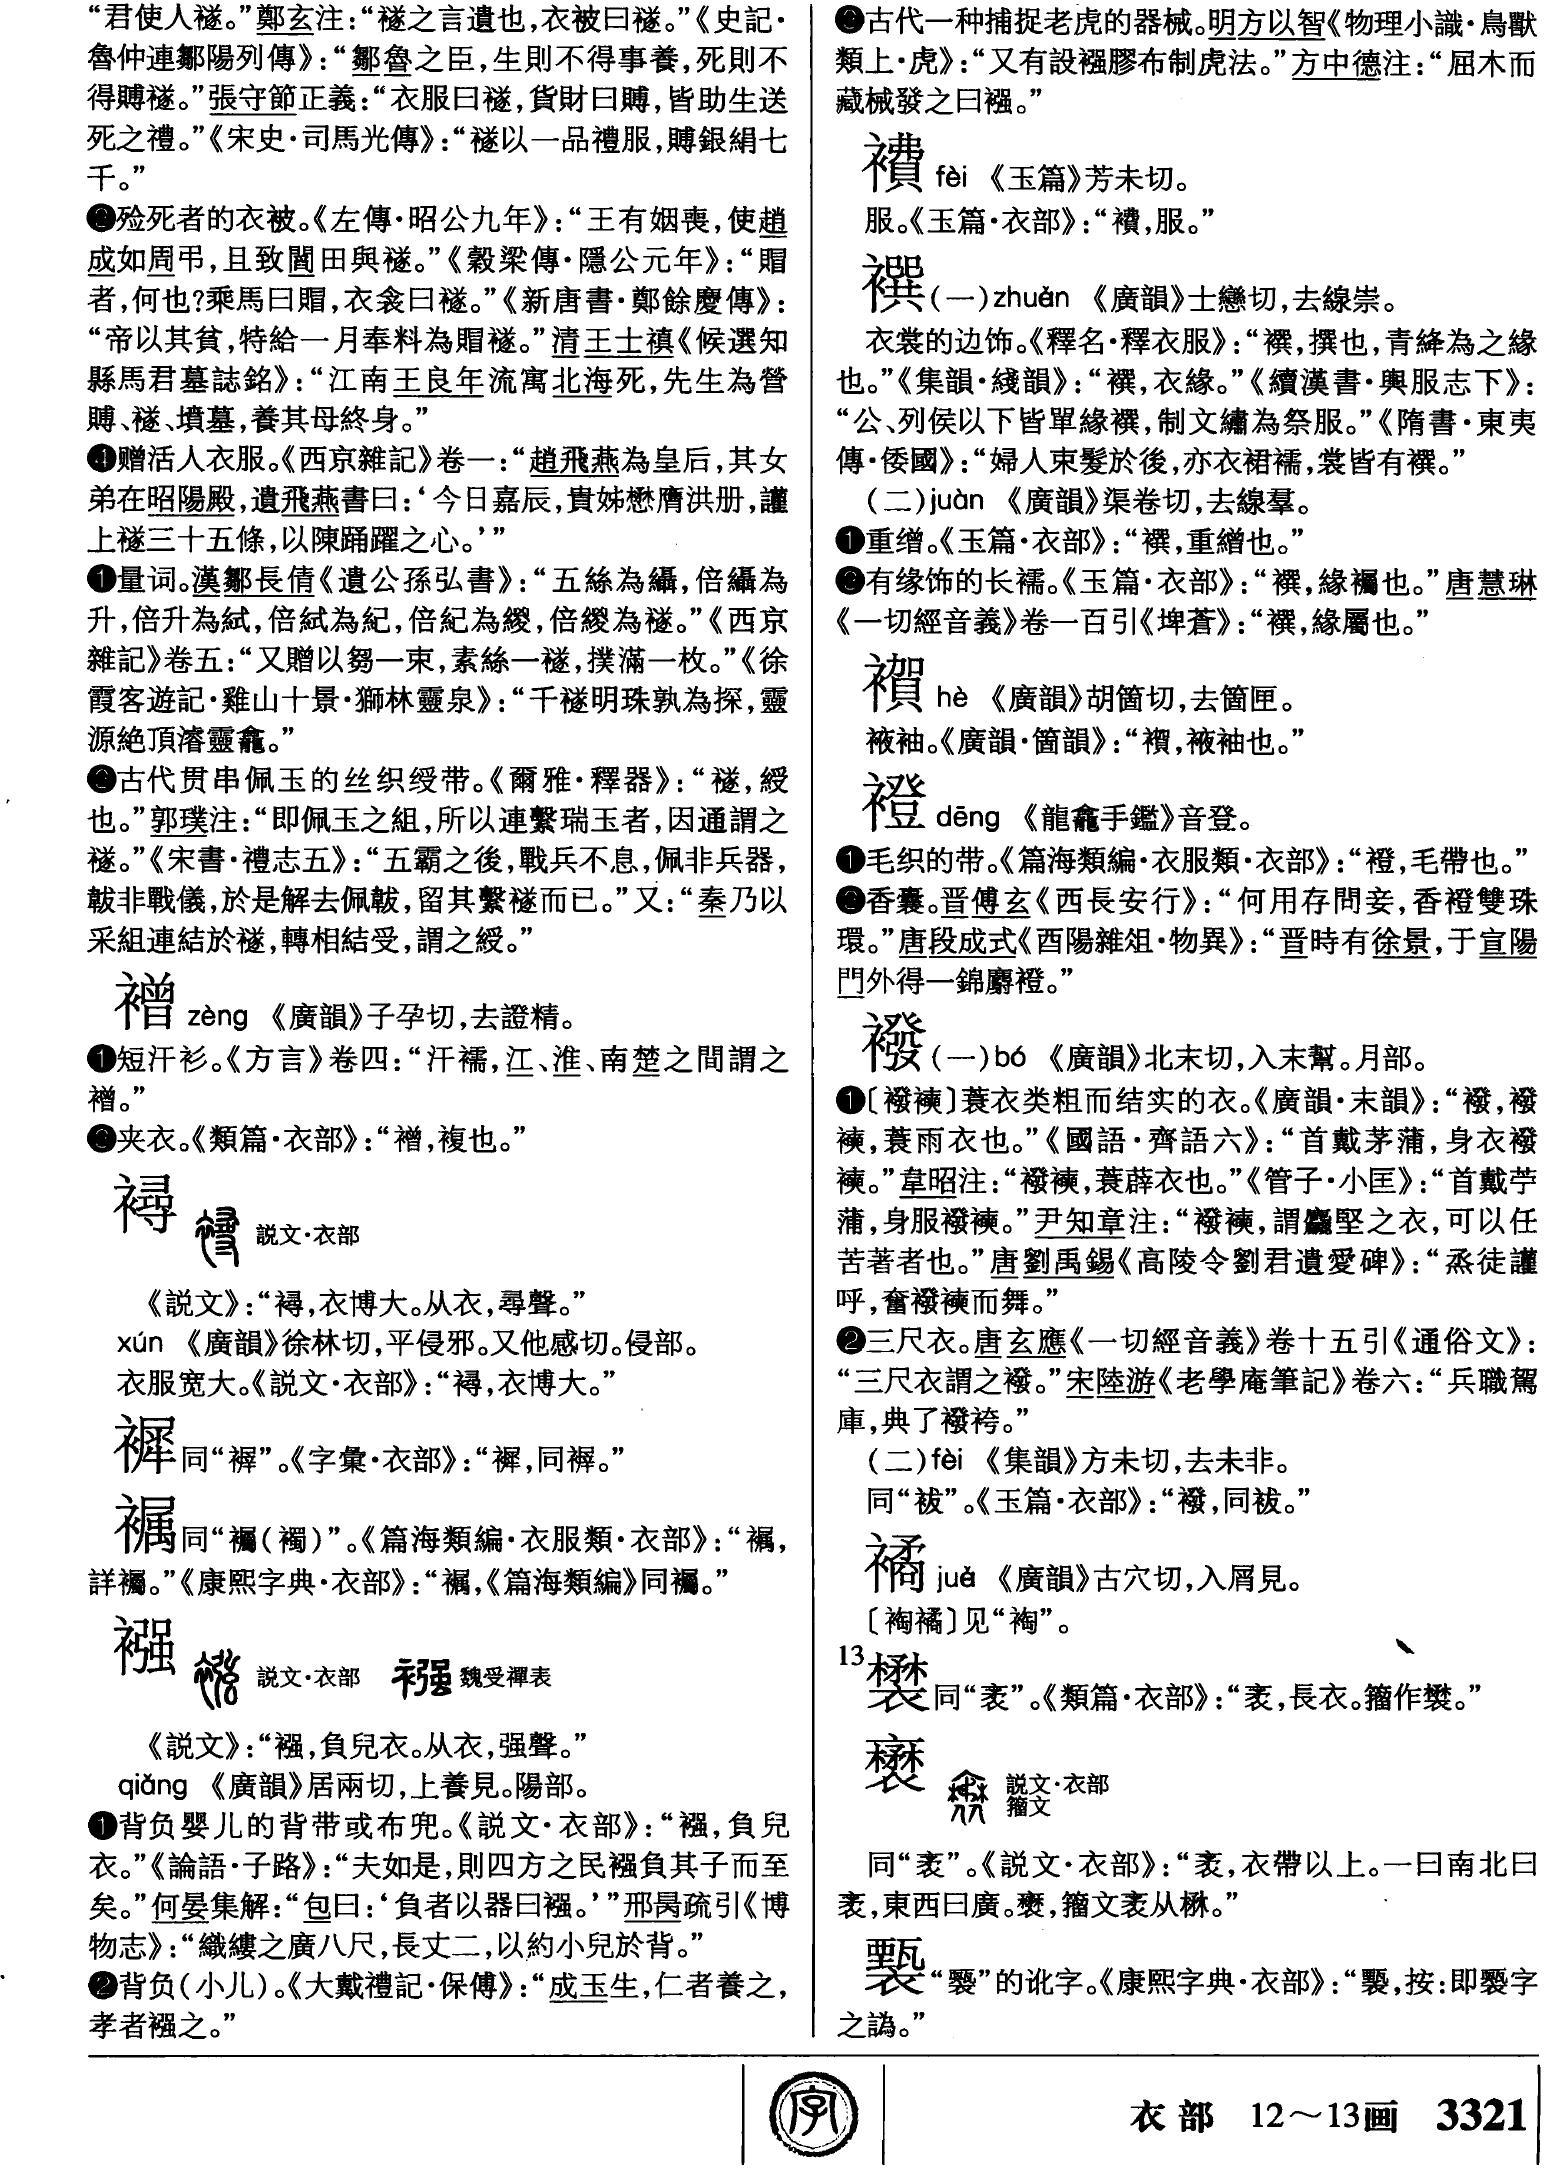 “君使人襚。”鄭玄注：“襚之言遺也，衣被曰襚。”《史記·
魯仲連鄒陽列傳》：“鄒魯之臣，生則不得事養，死則不
得賻襚。”張守節正義：“衣服曰襚，貨財曰賻，皆助生送
死之禮。”《宋史·司馬光傳》：“襚以一品禮服，賻銀絹七
千。”
❷殓死者的衣被。《左傳·昭公九年》：“王有姻喪，使趙
成如周弔，且致閻田與襚。”《穀梁傳·隱公元年》：“賵
者，何也？乘馬曰賵，衣衾曰襚。”《新唐書·鄭餘慶傳》：
“帝以其貧，特給一月奉料為賵襚。”清王士禛《候選知
縣馬君墓誌銘》：“江南王良年流寓北海死，先生為營
賻、襚、墳墓，養其母終身。”
❹赠活人衣服。《西京雜記》卷一：“趙飛燕為皇后，其女
弟在昭陽殿，遺飛燕書曰：‘今日嘉辰，貴姊懋膺洪册，謹
上襚三十五條，以陳踊躍之心。’”
❶量词。漢鄒長倩《遺公孫弘書》：“五絲為䌰，倍䌰為
升，倍升為緎，倍緎為紀，倍紀為緵，倍緵為襚。”《西京
雜記》卷五：“又贈以芻一束，素絲一襚，撲滿一枚。”《徐
霞客遊記·雞山十景·獅林靈泉》：“千襚明珠孰為探，靈
源絶頂濬靈龕。”
❷古代贯串佩玉的丝织绶带。《爾雅·釋器》：“襚，綬
也。”郭璞注：“即佩玉之組，所以連繫瑞玉者，因通謂之
襚。”《宋書·禮志五》：“五霸之後，戰兵不息，佩非兵器，
韍非戰儀，於是解去佩韍，留其繫襚而已。”又：“秦乃以
采組連結於襚，轉相結受，謂之綬。”
䙢 zèng 《廣韻》子孕切，去證精。
❶短汗衫。《方言》卷四：“汗襦，江、淮、南楚之間謂之
䙢。”
❸夹衣。《類篇·衣部》：“䙢，複也。”
襑 説文·衣部
《説文》：“襑，衣博大。从衣，尋聲。”
xún 《廣韻》徐林切，平侵邪。又他感切。侵部。
衣服宽大。《説文·衣部》：“襑，衣博大。”
同“𧝟”。《字彙·衣部》：“，同。”
同“襴（襡）”。《篇海類編·衣服類·衣部》：“，
詳襡。”《康熙字典·衣部》：“，《篇海類編》同。”
襁 説文·衣部 襁 魏受禪表
《説文》：“襁，負兒衣。从衣，强聲。”
qiǎng 《廣韻》居兩切，上養見。陽部。
❶背负婴儿的背带或布兜。《説文·衣部》：“襁，負兒
衣。”《論語·子路》：“夫如是，則四方之民襁負其子而至
矣。”何晏集解：“包曰：‘負者以器曰襁。’”邢昺疏引《博
物志》：“織縷之廣八尺，長丈二，以約小兒於背。”
❷背负（小儿）。《大戴禮記·保傅》：“成王生，仁者養之，
孝者襁之。”
❸古代一种捕捉老虎的器械。明方以智《物理小識·鳥獸
類上·虎》：“又有設襁膠布制虎法。”方中德注：“屈木而
藏械發之曰襁。”
䙠 fèi 《玉篇》芳未切。
服。《玉篇·衣部》：“䙠，服。”
襈（一）zhuǎn 《廣韻》士戀切，去線崇。
衣裳的边饰。《釋名·釋衣服》：“襈，撰也，青絳為之緣
也。”《集韻·綫韻》：“襈，衣緣。”《續漢書·輿服志下》：
“公、列侯以下皆單緣襈，制文繡為祭服。”《隋書·東夷
傳·倭國》：“婦人束髮於後，亦衣裙襦，裳皆有襈。”
（二）juàn 《廣韻》渠卷切，去線羣。
❶重缯。《玉篇·衣部》：“襈，重繒也。”
❷有缘饰的长襦。《玉篇·衣部》：“襈，緣襡也。”唐慧琳
《一切經音義》卷一百引《埤蒼》：“襈，緣屬也。”
hè 《廣韻》胡箇切，去箇匣。
袚袖。《廣韻·箇韻》：“，袚袖也。”
䙞 dēng 《龍龕手鑑》音登。
❶毛织的带。《篇海類編·衣服類·衣部》：“䙞，毛帶也。”
❸香囊。晋傅玄《西長安行》：“何用存問妾，香䙞雙珠
環。”唐段成式《酉陽雜俎·物異》：“晋時有徐景，于宣陽
門外得一錦麝䙞。”
襏（一）bó 《廣韻》北末切，入末幫。月部。
❶〔襏襫〕蓑衣类粗而结实的衣。《廣韻·末韻》：“襏，襏
襫，蓑雨衣也。”《國語·齊語六》：“首戴茅蒲，身衣襏
襫。”韋昭注：“襏襫，蓑薜衣也。”《管子·小匡》：“首戴苧
蒲，身服襏襫。”尹知章注：“襏襫，謂麤堅之衣，可以任
苦著者也。”唐劉禹錫《高陵令劉君遺愛碑》：“烝徒讙
呼，奮襏襫而舞。”
❷三尺衣。唐玄應《一切經音義》卷十五引《通俗文》：
“三尺衣謂之襏。”宋陸游《老學庵筆記》卷六：“兵職駕
庫，典了襏袴。”
（二）fèi 《集韻》方未切，去未非。
同“袚”。《玉篇·衣部》：“襏，同袚。”
juě 《廣韻》古穴切，入屑見。
〔裪〕见“裪”。
13
同“袤”。《類篇·衣部》：“袤，長衣。籀作。”
説文·衣部
籀文
同“袤”。《説文·衣部》：“袤，衣帶以上。一曰南北曰
袤，東西曰廣。，籀文袤从楙。”
“”的讹字。《康熙字典·衣部》：“，按：即字
之譌。”
字
衣部 12～13画 3321